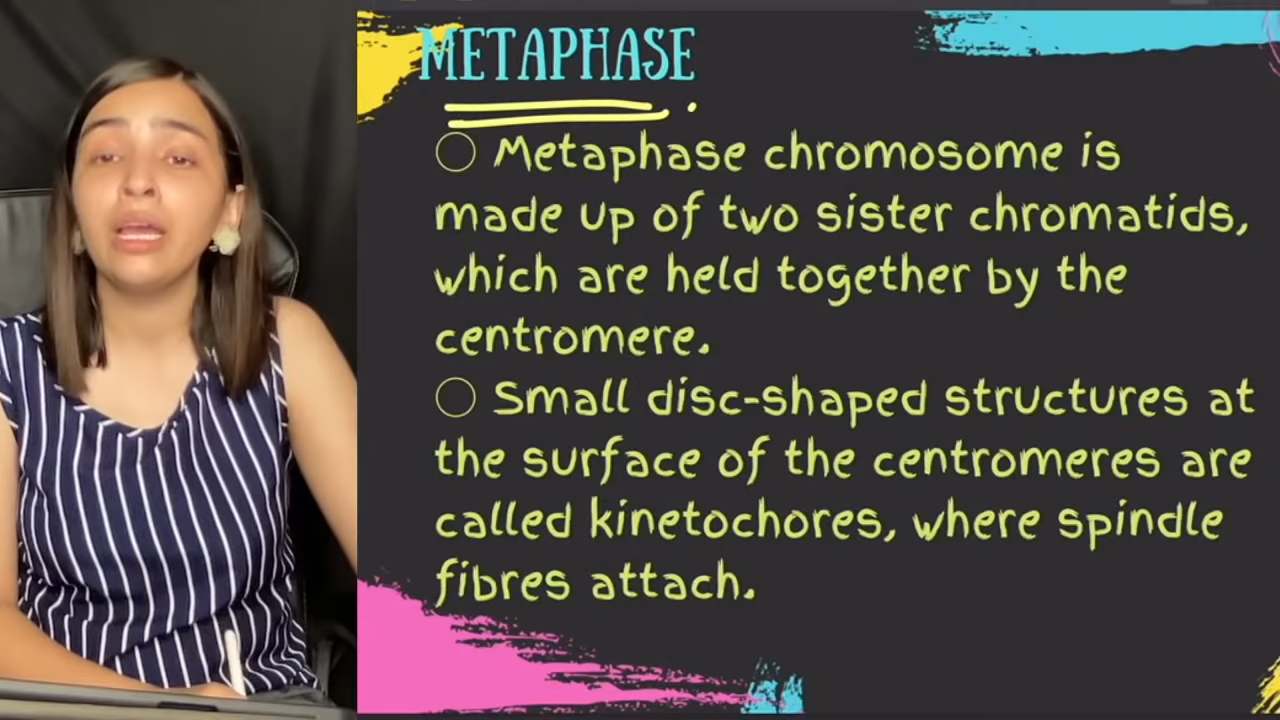 METAPHASE
○ Metaphase chromosome is
made up of two sister chromatids,
which are held together by the
centromere.
○ Small disc-shaped structures at
the surface of the centromeres are
called kinetochores, where spindle
fibres attach.